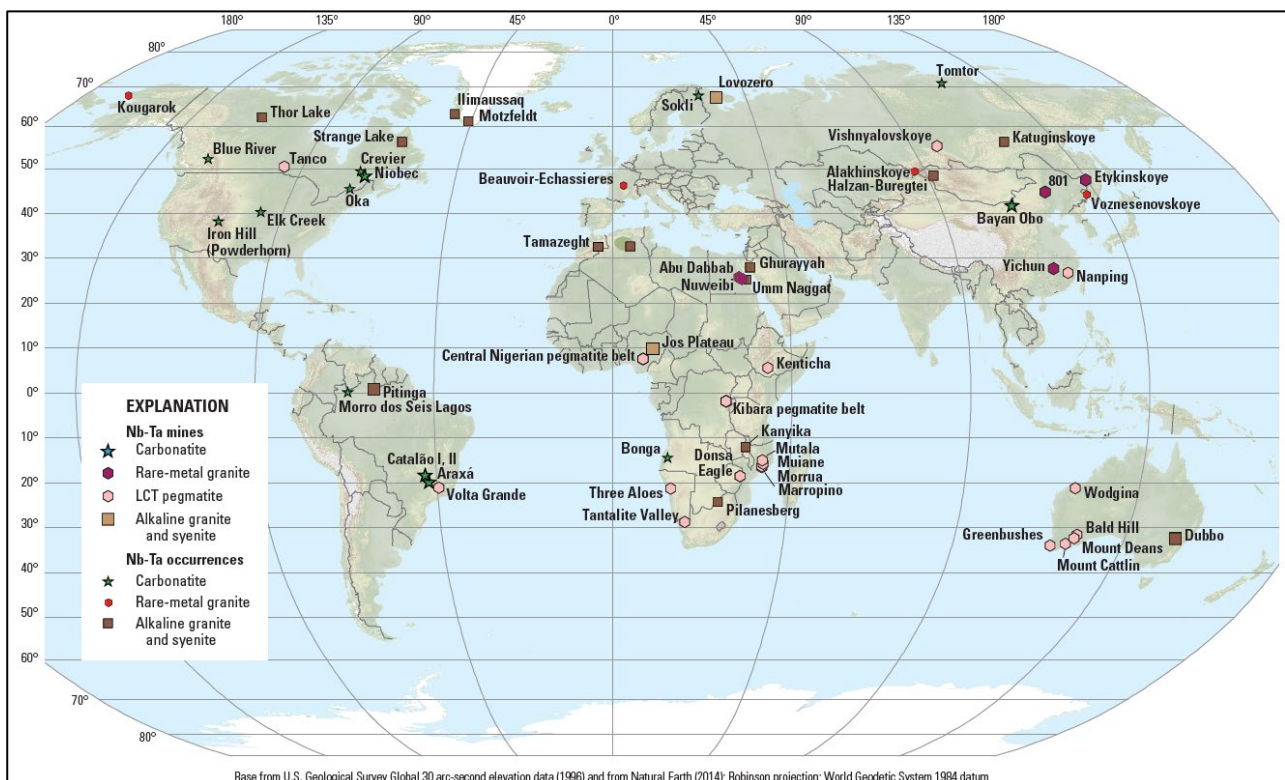 180°
135°
90°
45°
0°
45°
90°
135°
180°
80°
70°
60°
50°
40°
30°
20°
10°
0°
10°
20°
30°
40°
50°
60°
70°
80°
Kougarok
Thor Lake
Ilimaussaq
Motzfeldt
Strange Lake
Blue River
Tanco
Crevier
Niobec
Oka
Elk Creek
Iron Hill
(Powderhorn)
Sokli
Lovozero
Tomtor
Vishnyalovskoye
Katuginskoye
Alakhinskoye
Halzan-Buregtei
801
Etykinskoye
Voznesenovskoye
Bayan Obo
Yichun
Nanping
Beauvoir-Echassieres
Tamazeght
Abu Dabbab
Nuweibi
Ghurayyah
Umm Naggat
Jos Plateau
Central Nigerian pegmatite belt
Kenticha
Kibara pegmatite belt
Pitinga
Morro dos Seis Lagos
Catalão I, II
Araxá
Volta Grande
Bonga
Kanyika
Donsa
Eagle
Mutala
Muiane
Morrua
Marropino
Three Aloes
Tantalite Valley
Pilanesberg
Wodgina
Greenbushes
Bald Hill
Mount Deans
Mount Cattlin
Dubbo
EXPLANATION
Nb-Ta mines
Carbonatite
Rare-metal granite
LCT pegmatite
Alkaline granite
and syenite
Nb-Ta occurrences
Carbonatite
Rare-metal granite
Alkaline granite
and syenite
Base from U.S. Geological Survey Global 30 arc-second elevation data (1996) and from Natural Earth (2014); Robinson projection; World Geodetic System 1984 datum